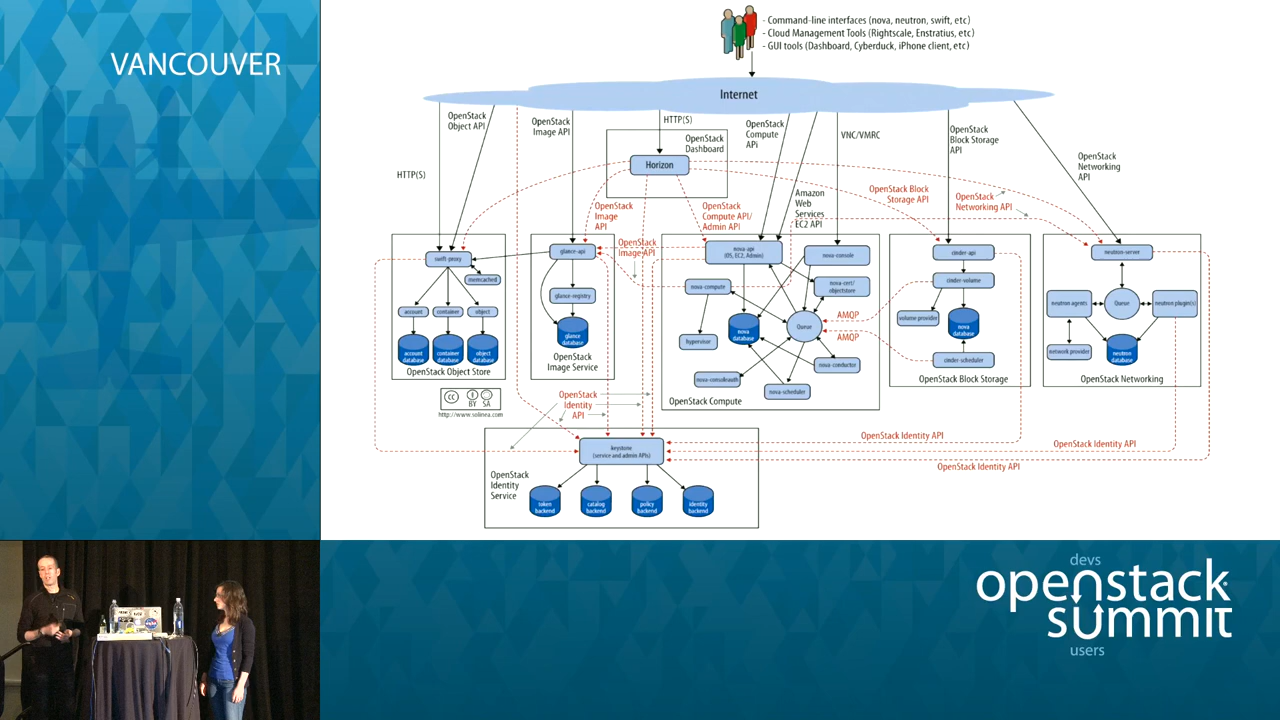 VANCOUVER
- Command-line interfaces (nova, neutron, swift, etc)
- Cloud Management Tools (Rightscale, Enstratius, etc)
- GUI tools (Dashboard, Cyberduck, iPhone client, etc)
Internet
OpenStack
Object API
HTTP(S)
OpenStack
Image API
HTTP(S)
OpenStack
Dashboard
Horizon
OpenStack
Compute
APi
VNC/VMRC
Amazon
Web
Services
EC2 API
OpenStack
Block Storage
API
OpenStack
Networking
API
OpenStack
Image
API
OpenStack
Compute API/
Admin API
OpenStack Block
Storage API
OpenStack
Networking API
OpenStack
Image API
swift-proxy
memcached
account
container
object
account
database
container
database
object
database
OpenStack Object Store
glance-api
glance-registry
glance
database
OpenStack
Image Service
nova-api
(OS, EC2, Admin)
nova-console
nova-compute
nova-cert/
objectstore
hypervisor
nova
database
Queue
nova-conductor
nova-consoleauth
nova-scheduler
OpenStack Compute
AMQP
AMQP
cinder-api
cinder-volume
volume provider
nova
database
cinder-scheduler
OpenStack Block Storage
neutron-server
neutron agents
Queue
neutron plugin(s)
network provider
neutron
database
OpenStack Networking
cc
BY SA
http://www.solinea.com
OpenStack
Identity
API
OpenStack Identity API
OpenStack Identity API
OpenStack Identity API
keystone
(service and admin APIs)
OpenStack
Identity
Service
token
backend
catalog
backend
policy
backend
identity
backend
devs
openstack
summit
users